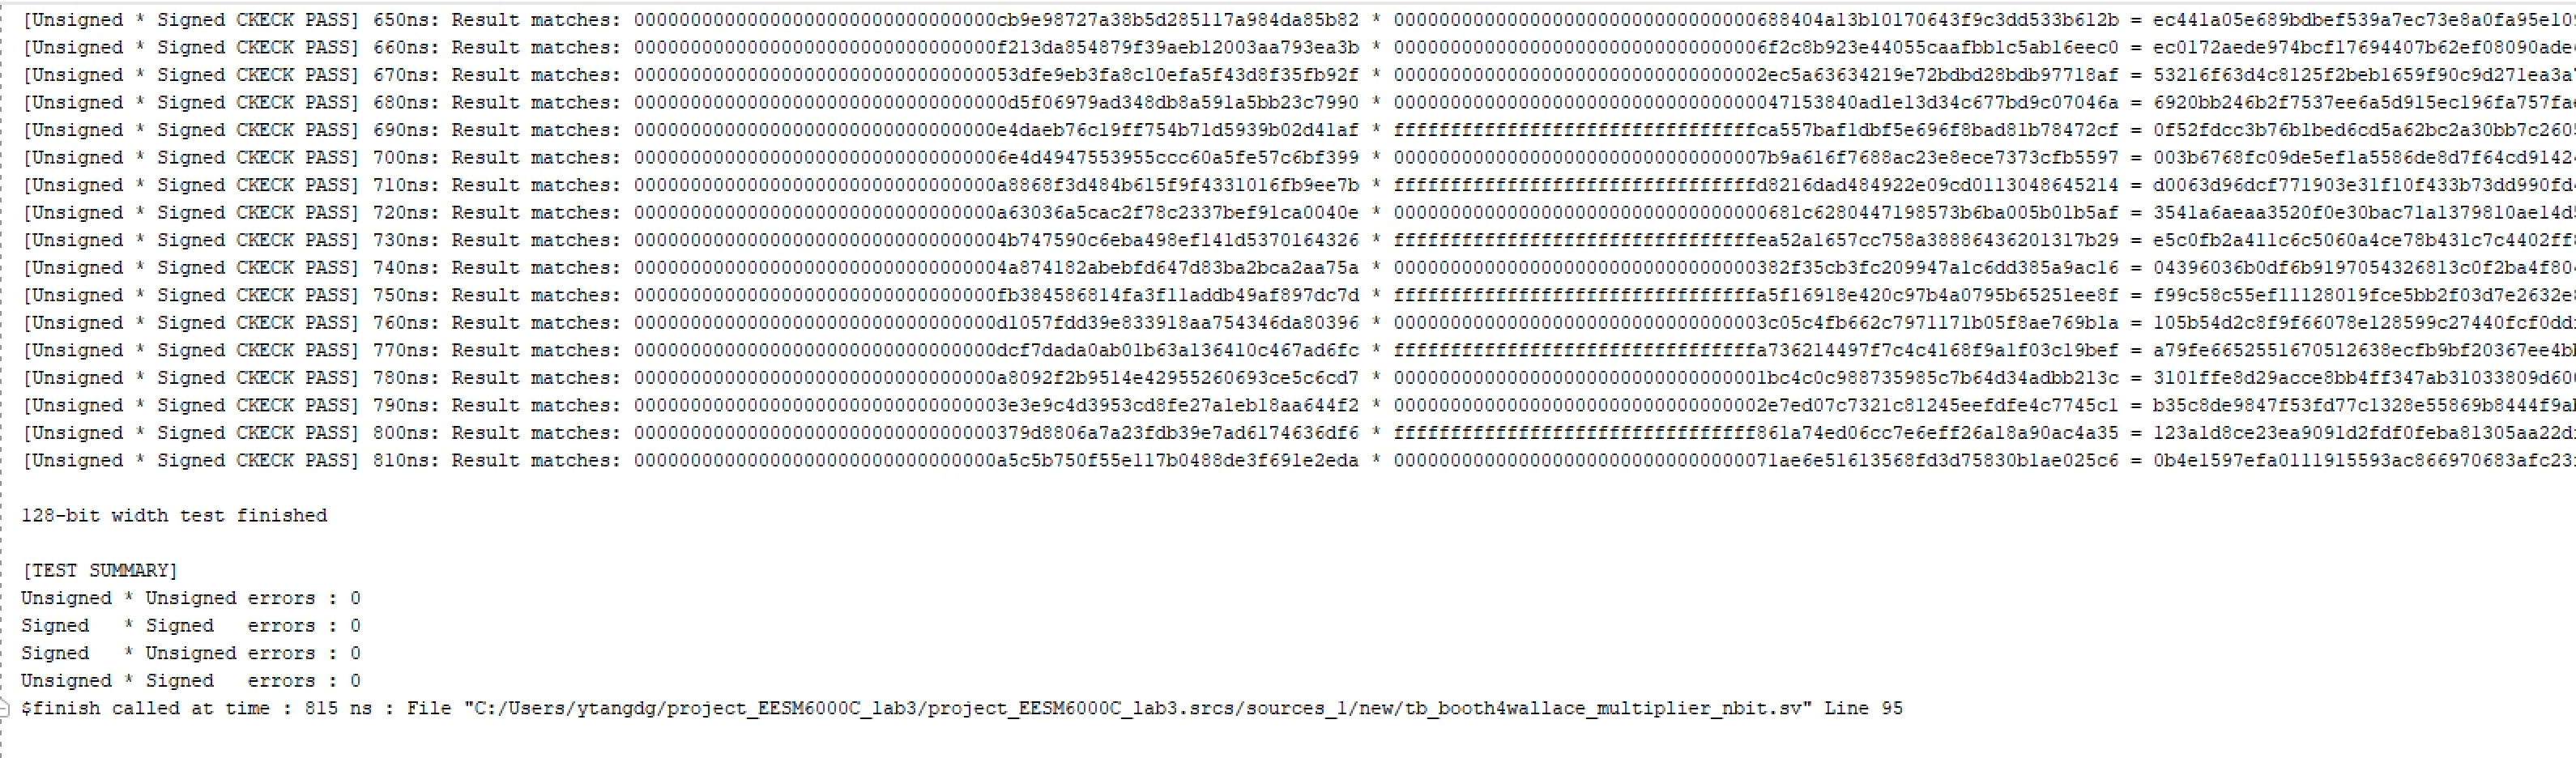 [Unsigned * Signed CKECK PASS] 650ns: Result matches: 00000000000000000000000000000000cb9e98727a38b5d285117a984da85b82 * 00000000000000000000000000000000688404a13b10170643f9c3dd533b612b = ec441a05e689bdbef539a7ec73e8a0fa95e10
[Unsigned * Signed CKECK PASS] 660ns: Result matches: 00000000000000000000000000000000f213da854879f39aeb12003aa793ea3b * 000000000000000000000000000000006f2c8b923e44055caafbb1c5ab16eec0 = ec0172aede974bcf17694407b62ef08090ade
[Unsigned * Signed CKECK PASS] 670ns: Result matches: 0000000000000000000000000000000053dfe9eb3fa8c10efa5f43d8f35fb92f * 000000000000000000000000000000002ec5a63634219e72bdbd28bdb97718af = 53216f63d4c8125f2beb1659f90c9d271ea3a
[Unsigned * Signed CKECK PASS] 680ns: Result matches: 000000000000000000000000000000000d5f06979ad348db8a591a5bb23c7990 * 0000000000000000000000000000000047153840ad1e13d34c677bd9c07046a = 6920bb246b2f7537ee6a5d915ec196fa757fa
[Unsigned * Signed CKECK PASS] 690ns: Result matches: 00000000000000000000000000000000e4daeb76c19ff754b71d5939b02d41af * ffffffffffffffffffffffffffffffffca557baf1dbf5e696f8bad81b78472cf = 0f52fdcc3b76b1bed6cd5a62bc2a30bb7c260
[Unsigned * Signed CKECK PASS] 700ns: Result matches: 000000000000000000000000000000006e4d4947553955ccc60a5fe57c6bf399 * 000000000000000000000000000000007b9a616f7688ac23e8ece7373cfb5597 = 003b6768fc09de5ef1a5586de8d7f64cd9142
[Unsigned * Signed CKECK PASS] 710ns: Result matches: 00000000000000000000000000000000a8868f3d484b615f9f4331016fb9ee7b * ffffffffffffffffffffffffffffffffd8216dad484922e09cd0113048645214 = d0063d96dcf771903e31f10f433b73dd990fd
[Unsigned * Signed CKECK PASS] 720ns: Result matches: 00000000000000000000000000000000a63036a5cac2f78c2337bef91ca0040e * 00000000000000000000000000000000681c6280447198573b6ba005b01b5af = 3541a6aeaa3520f0e30bac71a1379810ae14d
[Unsigned * Signed CKECK PASS] 730ns: Result matches: 000000000000000000000000000000004b747590c6eba498ef141d5370164326 * ffffffffffffffffffffffffffffffffea52a1657cc758a38886436201317b29 = e5c0fb2a411c6c5060a4ce78b431c7c4402ff
[Unsigned * Signed CKECK PASS] 740ns: Result matches: 000000000000000000000000000000004a874182abebfd647d83ba2bca2aa75a * 00000000000000000000000000000000382f35cb3fc209947a1c6dd385a9ac16 = 04396036b0df6b9197054326813c0f2ba4f80
[Unsigned * Signed CKECK PASS] 750ns: Result matches: 00000000000000000000000000000000fb384586814fa3f11addb49af897dc7d * ffffffffffffffffffffffffffffffffa5f16918e420c97b4a0795b65251ee8f = f99c58c55ef11128019fce5bb2f03d7e2632e
[Unsigned * Signed CKECK PASS] 760ns: Result matches: 00000000000000000000000000000000d1057fdd39e833918aa754346da80396 * 000000000000000000000000000000003c05c4fb662c7971171b05f8ae769b1a = 105b54d2c8f9f66078e128599c27440fcf0dd
[Unsigned * Signed CKECK PASS] 770ns: Result matches: 00000000000000000000000000000000dcf7dada0ab01b63a136410c467ad6fc * ffffffffffffffffffffffffffffffffa736214497f7c4c4168f9a1f03c19bef = a79fe6652551670512638ecfb9bf20367ee4b
[Unsigned * Signed CKECK PASS] 780ns: Result matches: 00000000000000000000000000000000a8092f2b9514e42955260693ce5c6cd7 * 000000000000000000000000000000001bc4c0c988735985c7b64d34adbb213c = 3101ffe8d29acce8bb4ff347ab31033809d60
[Unsigned * Signed CKECK PASS] 790ns: Result matches: 000000000000000000000000000000003e3e9c4d3953cd8fe27a1eb18aa644f2 * 000000000000000000000000000000002e7ed07c7321c81245eefdfe4c7745c1 = b35c8de9847f53fd77c1328e55869b8444f9a
[Unsigned * Signed CKECK PASS] 800ns: Result matches: 00000000000000000000000000000000379d8806a7a23fdb39e7ad6174636df6 * ffffffffffffffffffffffffffffffff861a74ed06cc7e6eff26a18a90ac4a35 = 123a1d8ce23ea9091d2fdf0feba81305aa22d
[Unsigned * Signed CKECK PASS] 810ns: Result matches: 00000000000000000000000000000000a5c5b750f55e117b0488de3f691e2eda * 0000000000000000000000000000000071ae6e51613568fd3d75830b1ae025c6 = 0b4e1597efa0111915593ac866970683afc23
128-bit width test finished
[TEST SUMMARY]
Unsigned * Unsigned errors : 0
Signed * Signed errors : 0
Signed * Unsigned errors : 0
Unsigned * Signed errors : 0
$finish called at time : 815 ns : File "C:/Users/ytangdg/project_EESM6000C_lab3/project_EESM6000C_lab3.srcs/sources_1/new/tb_booth4wallace_multiplier_nbit.sv" Line 95